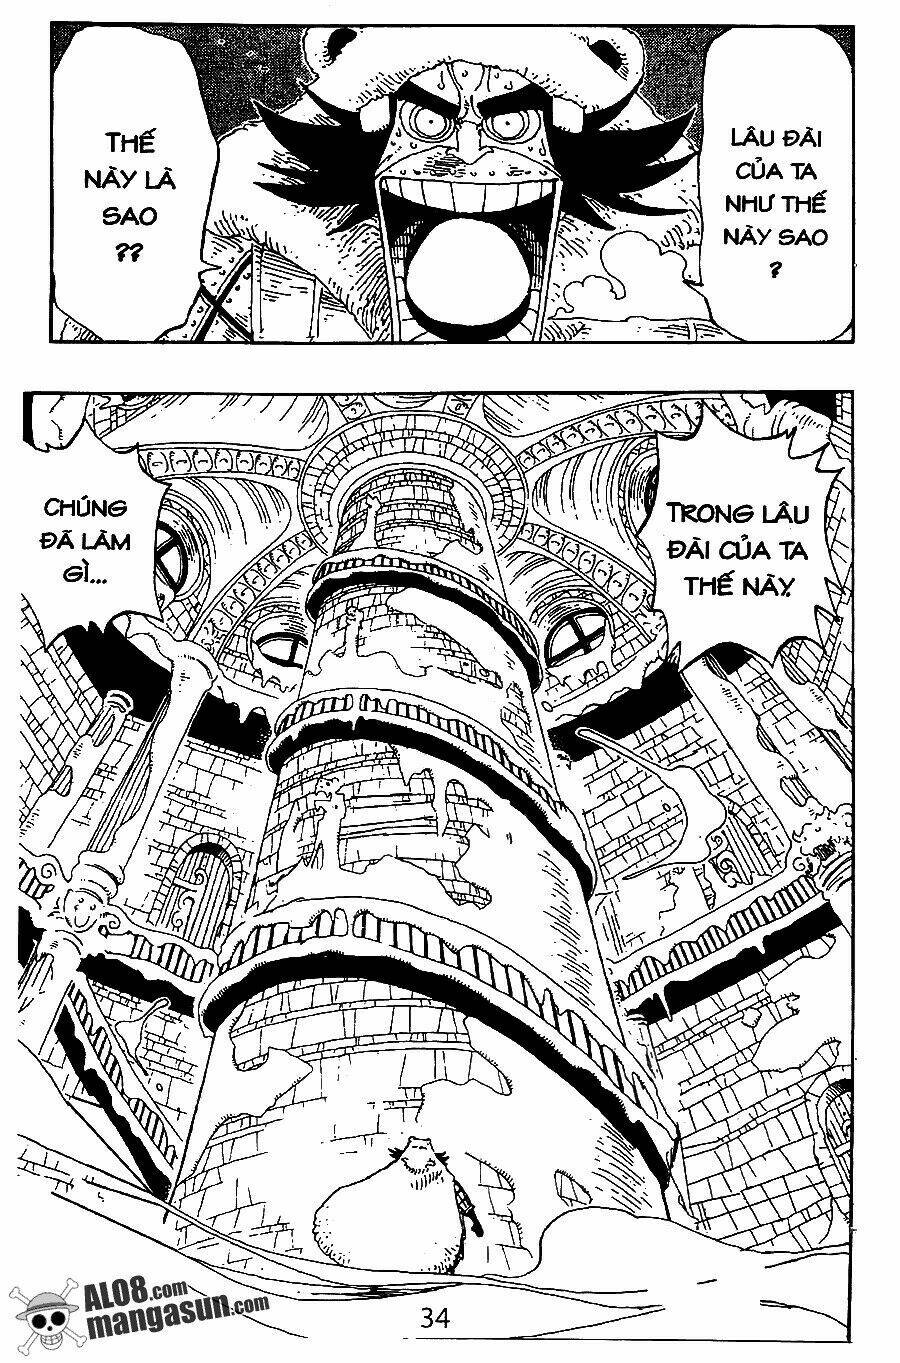 LÂU ĐÀI
CỦA TA
NHƯ THẾ
NÀY SAO
?
THẾ
NÀY LÀ
SAO
??
TRONG LÂU
ĐÀI CỦA TA
THẾ NÀY.
CHÚNG
ĐÃ LÀM
GÌ...
AL08.com
mangasun.com
34